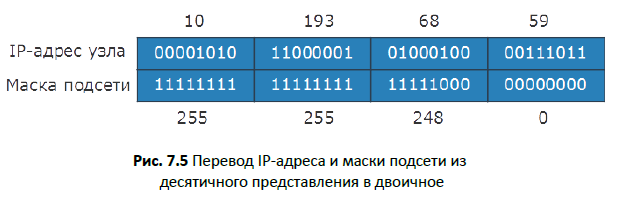 10 193 68 59
IP-адрес узла 00001010 11000001 01000100 00111011
Маска подсети 11111111 11111111 11111000 00000000
255 255 248 0
Рис. 7.5 Перевод IP-адреса и маски подсети из
десятичного представления в двоичное